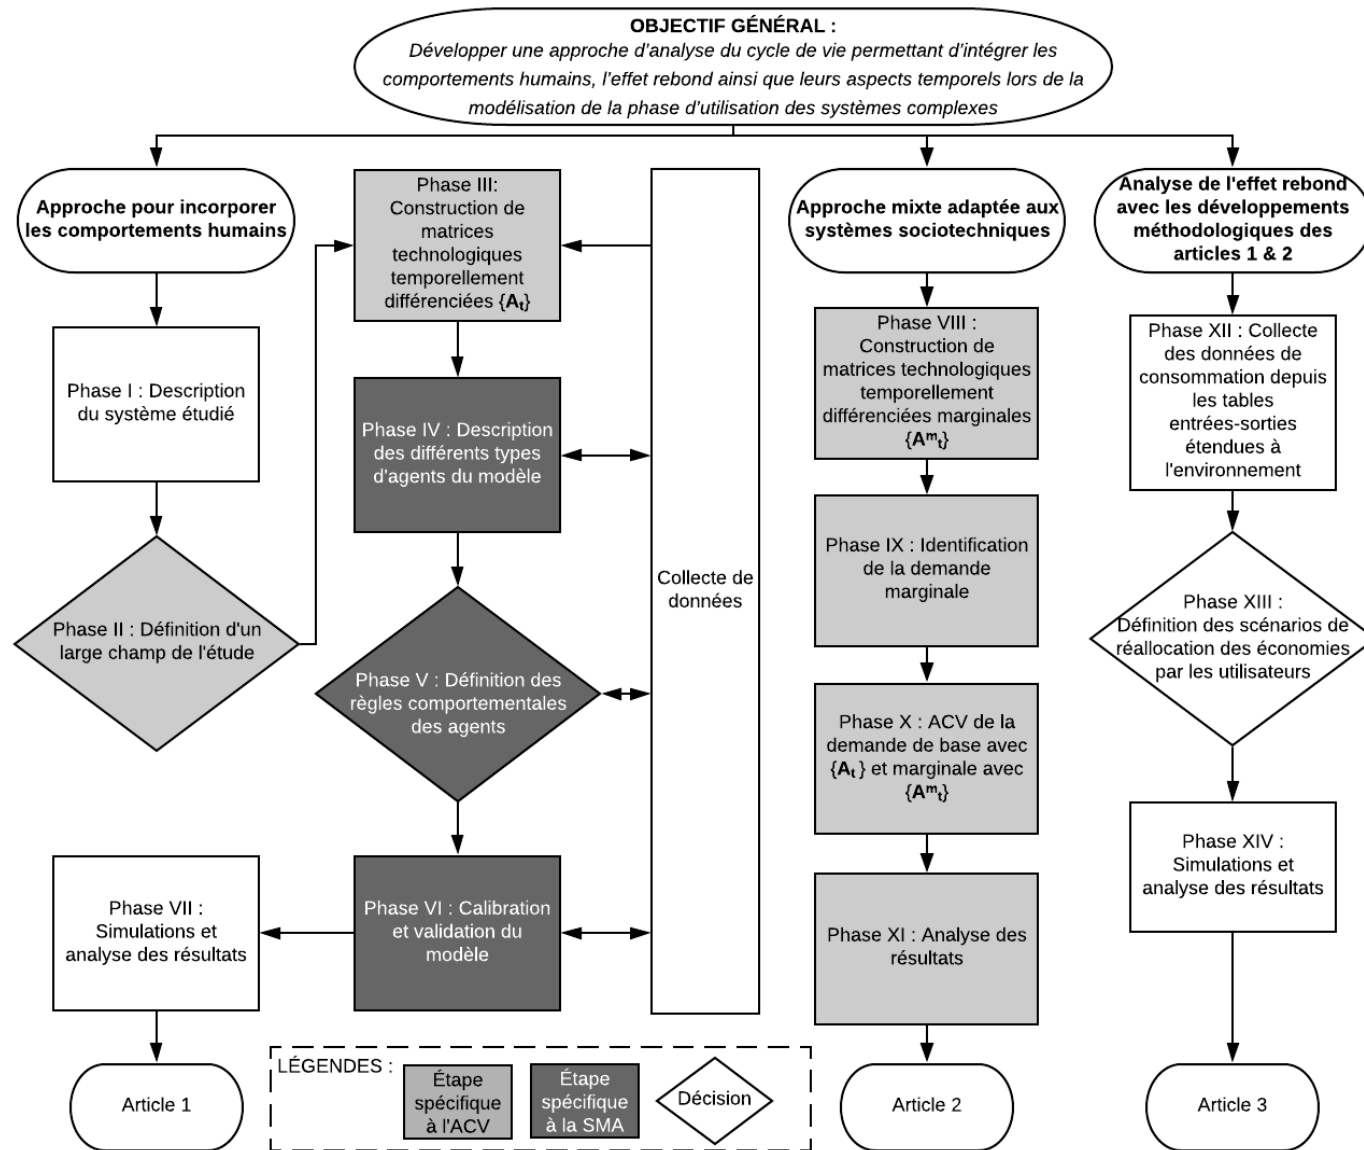 OBJECTIF GÉNÉRAL :
Développer une approche d'analyse du cycle de vie permettant d'intégrer les
comportements humains, l'effet rebond ainsi que leurs aspects temporels lors de la
modélisation de la phase d'utilisation des systèmes complexes
Approche pour incorporer
les comportements humains
Phase I : Description
du système étudié
Phase II : Définition d'un
large champ de l'étude
Phase III:
Construction de
matrices
technologiques
temporellement
différenciées {At}
Phase IV : Description
des différents types
d'agents du modèle
Phase V : Définition des
règles comportementales
des agents
Phase VI : Calibration
et validation du
modèle
Phase VII :
Simulations et
analyse des résultats
Article 1
Collecte de
données
Approche mixte adaptée aux
systèmes sociotechniques
Phase VIII :
Construction de
matrices technologiques
temporellement
différenciées marginales
{Amt}
Phase IX : Identification
de la demande
marginale
Phase X : ACV de la
demande de base avec
{At } et marginale avec
{Amt}
Phase XI : Analyse des
résultats
Article 2
Analyse de l'effet rebond
avec les développements
méthodologiques des
articles 1 & 2
Phase XII : Collecte
des données de
consommation depuis
les tables
entrées-sorties
étendues à
l'environnement
Phase XIII :
Définition des scénarios de
réallocation des économies
par les utilisateurs
Phase XIV :
Simulations et
analyse des résultats
Article 3
LÉGENDES :
Étape
spécifique
à l'ACV
Étape
spécifique
à la SMA
Décision